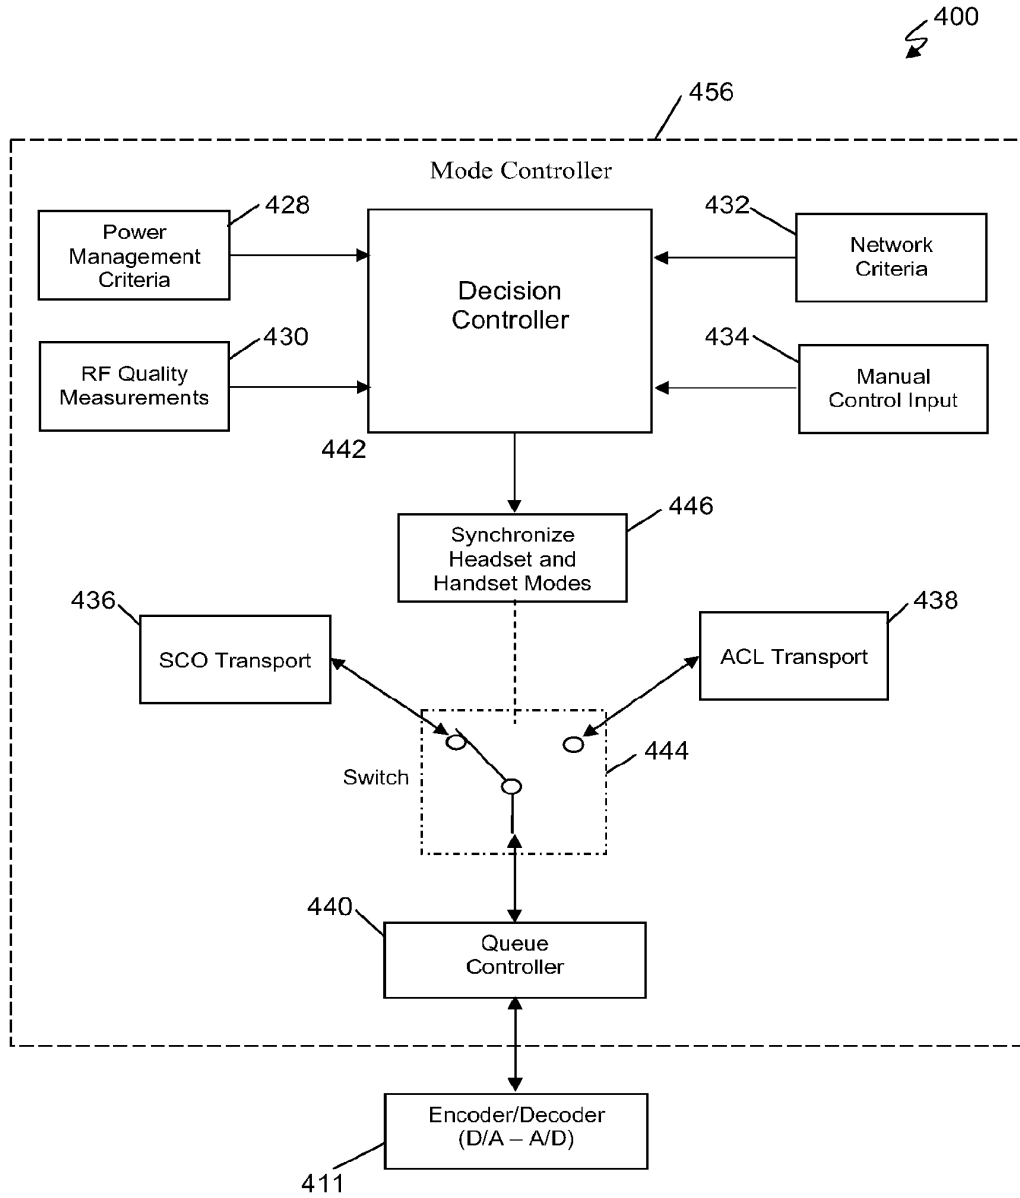 400
456
Mode Controller
428
Power
Management
Criteria
432
Network
Criteria
Decision
Controller
430
RF Quality
Measurements
434
Manual
Control Input
442
446
Synchronize
Headset and
Handset Modes
436
SCO Transport
438
ACL Transport
444
Switch
440
Queue
Controller
Encoder/Decoder
(D/A – A/D)
411